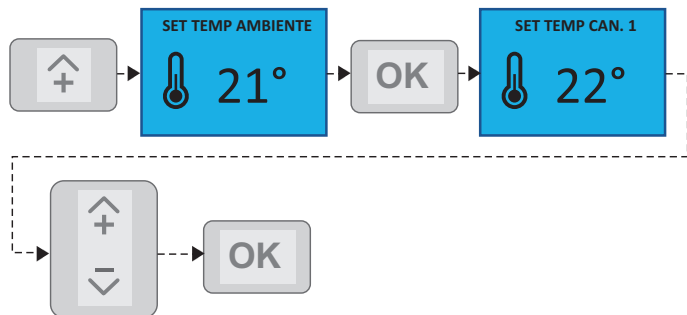 +
SET TEMP AMBIENTE
21°
OK
SET TEMP CAN. 1
22°
+
−
OK